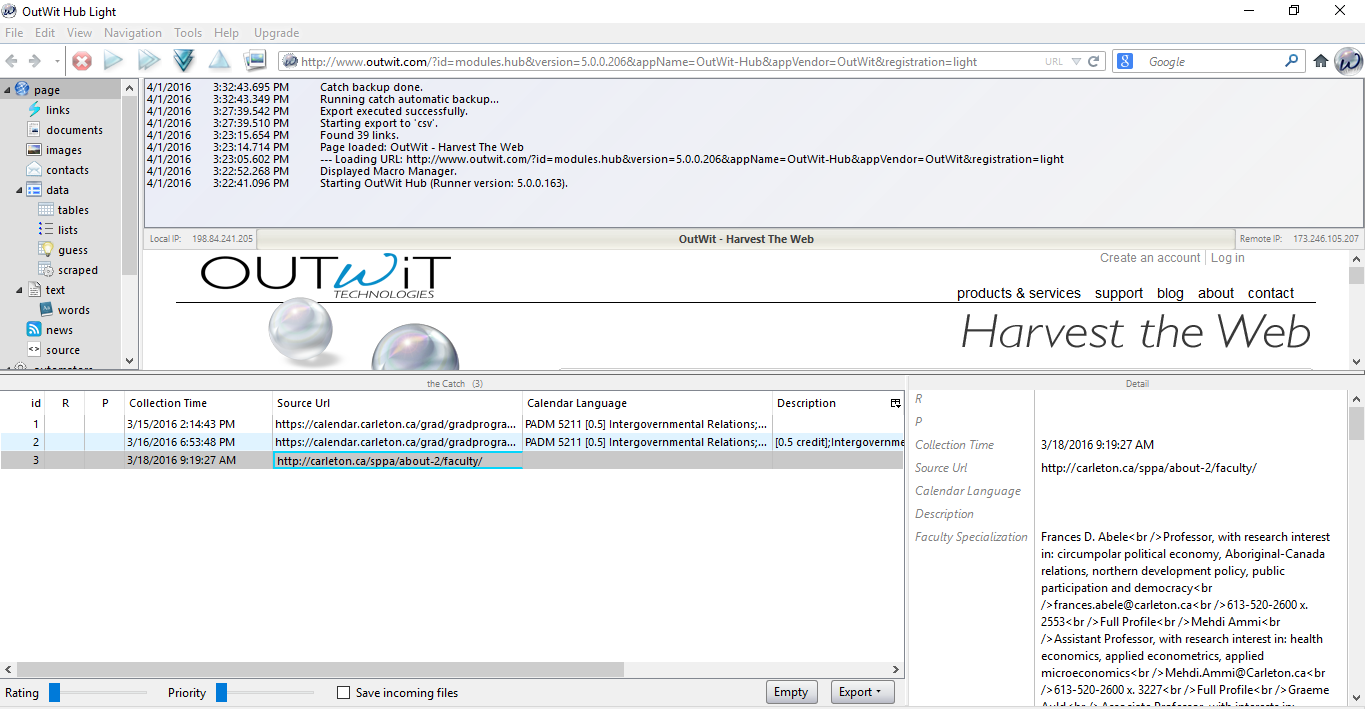 OutWit Hub Light
File Edit View Navigation Tools Help Upgrade
http://www.outwit.com/?id=modules.hub&version=5.0.0.206&appName=OutWit-Hub&appVendor=OutWit&registration=light URL Google
page
links
documents
images
contacts
data
tables
lists
guess
scraped
text
words
news
source
4/1/2016 3:32:43.695 PM Catch backup done.
4/1/2016 3:32:43.349 PM Running catch automatic backup...
4/1/2016 3:27:39.542 PM Export executed successfully.
4/1/2016 3:27:39.510 PM Starting export to 'csv'.
4/1/2016 3:23:15.654 PM Found 39 links.
4/1/2016 3:23:14.714 PM Page loaded: OutWit - Harvest The Web
4/1/2016 3:23:05.602 PM --- Loading URL: http://www.outwit.com/?id=modules.hub&version=5.0.0.206&appName=OutWit-Hub&appVendor=OutWit&registration=light
4/1/2016 3:22:52.268 PM Displayed Macro Manager.
4/1/2016 3:22:41.096 PM Starting OutWit Hub (Runner version: 5.0.0.163).
Local IP: 198.84.241.205 OutWit - Harvest The Web Remote IP: 173.246.105.207
Create an account Log in
OUTWiT
TECHNOLOGIES
products & services support blog about contact
Harvest the Web
the Catch (3)
id R P Collection Time Source Url Calendar Language Description
1 3/15/2016 2:14:43 PM https://calendar.carleton.ca/grad/gradprogra... PADM 5211 [0.5] Intergovernmental Relations;...
2 3/16/2016 6:53:48 PM https://calendar.carleton.ca/grad/gradprogra... PADM 5211 [0.5] Intergovernmental Relations;... [0.5 credit];Intergovernme
3 3/18/2016 9:19:27 AM http://carleton.ca/sppa/about-2/faculty/
Rating Priority Save incoming files Empty Export
Detail
R
P
Collection Time 3/18/2016 9:19:27 AM
Source Url http://carleton.ca/sppa/about-2/faculty/
Calendar Language
Description
Faculty Specialization Frances D. Abele<br />Professor, with research interest
in: circumpolar political economy, Aboriginal-Canada
relations, northern development policy, public
participation and democracy<br
/>frances.abele@carleton.ca<br />613-520-2600 x.
2553<br />Full Profile<br />Mehdi Ammi<br
/>Assistant Professor, with research interest in: health
economics, applied econometrics, applied
microeconomics<br />Mehdi.Ammi@Carleton.ca<br
/>613-520-2600 x. 3227<br />Full Profile<br />Graeme